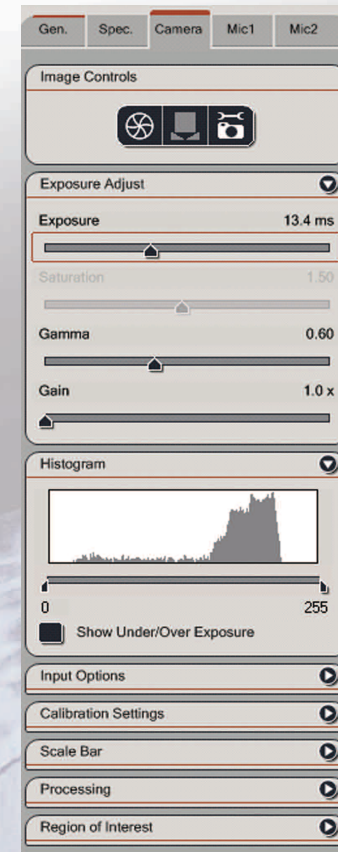 Gen. Spec. Camera Mic1 Mic2
Image Controls
Exposure Adjust
Exposure 13.4 ms
Saturation 1.50
Gamma 0.60
Gain 1.0 x
Histogram
0 255
Show Under/Over Exposure
Input Options
Calibration Settings
Scale Bar
Processing
Region of Interest